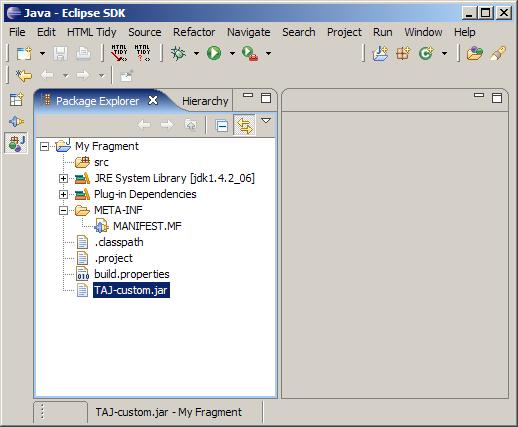 Java - Eclipse SDK
File Edit HTML Tidy Source Refactor Navigate Search Project Run Window Help
HTML TIDY HTML TIDY
Package Explorer Hierarchy
My Fragment
src
JRE System Library [jdk1.4.2_06]
Plug-in Dependencies
META-INF
MANIFEST.MF
.classpath
.project
010 build.properties
TAJ-custom.jar
TAJ-custom.jar - My Fragment